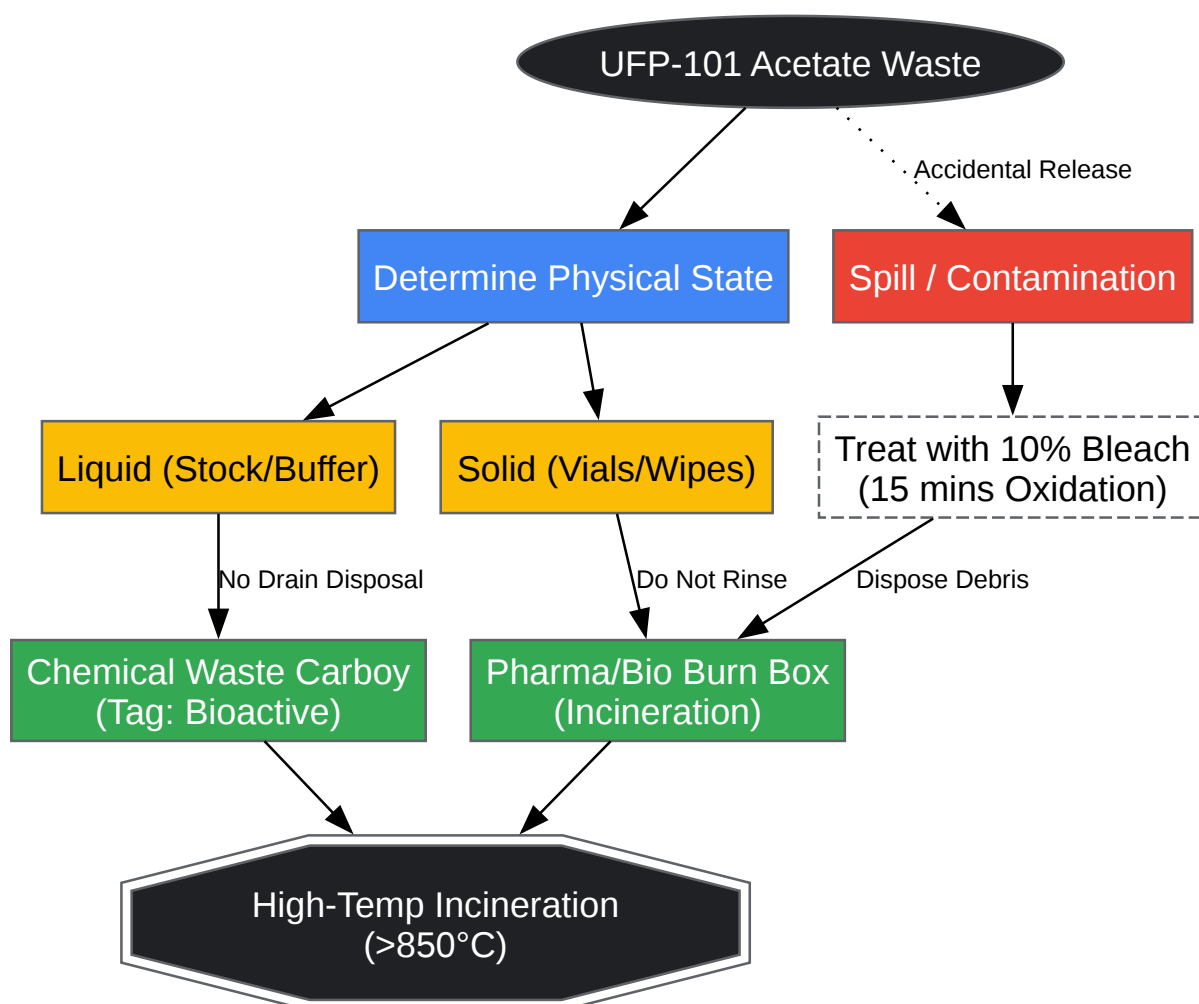 UFP-101 Acetate Waste
Accidental Release
Determine Physical State
Spill / Contamination
Liquid (Stock/Buffer)
Solid (Vials/Wipes)
Treat with 10% Bleach
(15 mins Oxidation)
No Drain Disposal
Do Not Rinse
Dispose Debris
Chemical Waste Carboy
(Tag: Bioactive)
Pharma/Bio Burn Box
(Incineration)
High-Temp Incineration
(>850°C)